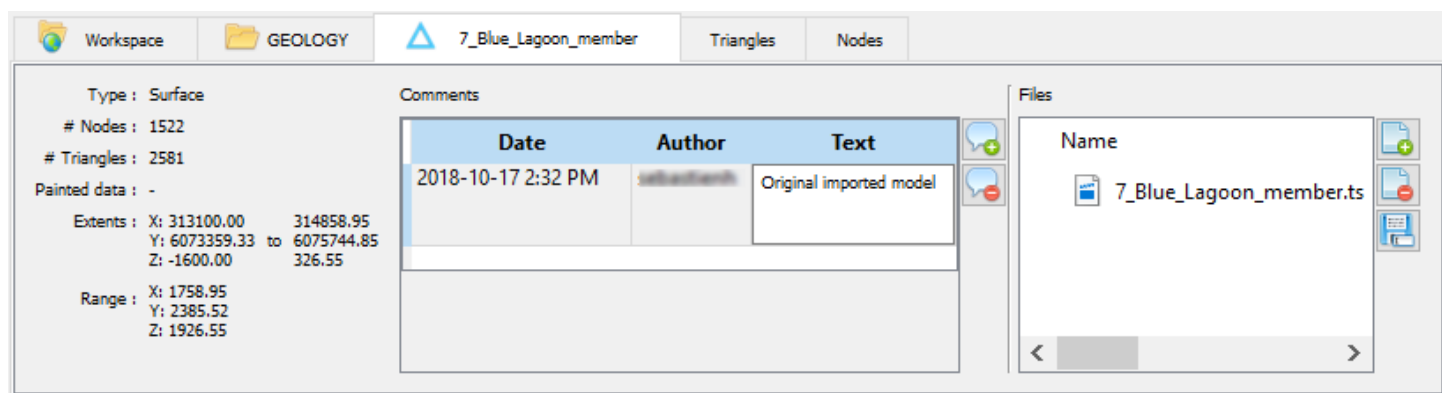 Workspace
GEOLOGY
7_Blue_Lagoon_member
Triangles
Nodes
Type : Surface
# Nodes : 1522
# Triangles : 2581
Painted data : -
Extents : X: 313100.00 314858.95
Y: 6073359.33 to 6075744.85
Z: -1600.00 326.55
Range : X: 1758.95
Y: 2385.52
Z: 1926.55
Comments
Date Author Text
2018-10-17 2:32 PM Original imported model
Files
Name
7_Blue_Lagoon_member.ts